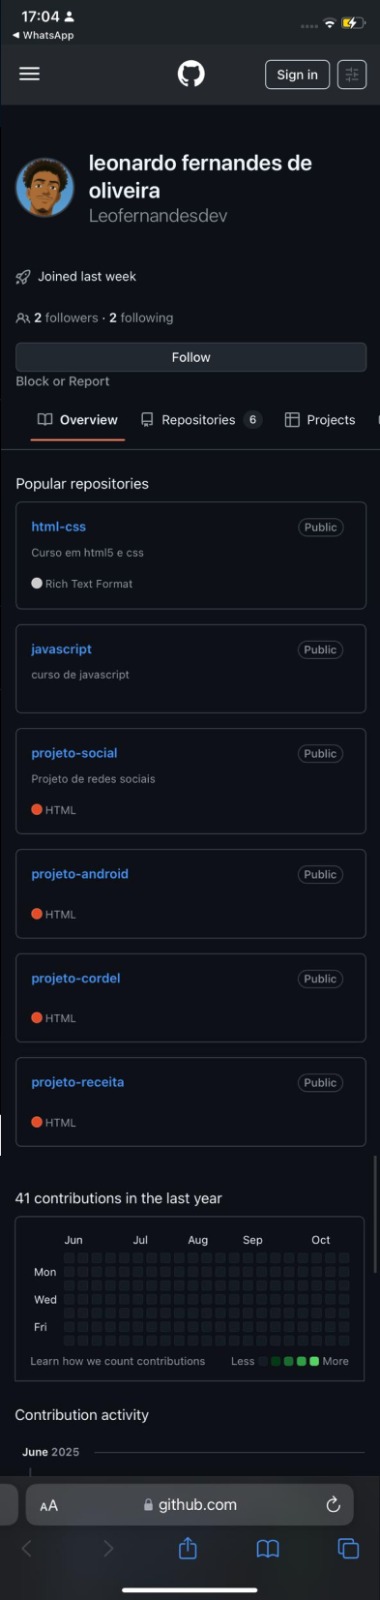 17:04
WhatsApp
Sign in
leonardo fernandes de
oliveira
Leofernandesdev
Joined last week
2 followers · 2 following
Follow
Block or Report
Overview
Repositories 6
Projects
Popular repositories
html-css
Public
Curso em html5 e css
Rich Text Format
javascript
Public
curso de javascript
projeto-social
Public
Projeto de redes sociais
HTML
projeto-android
Public
HTML
projeto-cordel
Public
HTML
projeto-receita
Public
HTML
41 contributions in the last year
Jun Jul Aug Sep Oct
Mon
Wed
Fri
Learn how we count contributions Less More
Contribution activity
June 2025
AA github.com